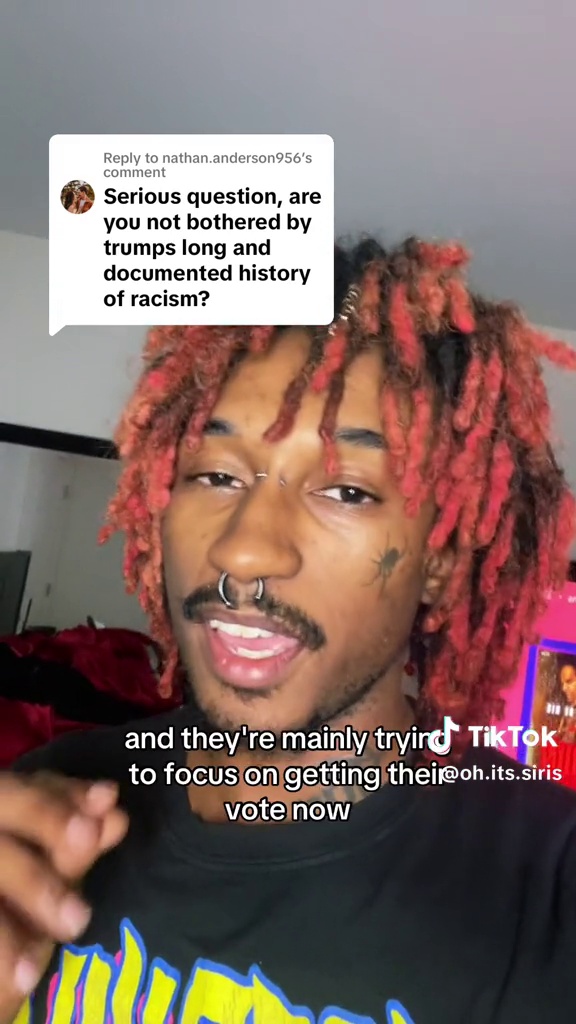 Reply to nathan.anderson956's
comment
Serious question, are
you not bothered by
trumps long and
documented history
of racism?
and they're mainly trying
to focus on getting their
vote now
TikTok
@oh.its.siris